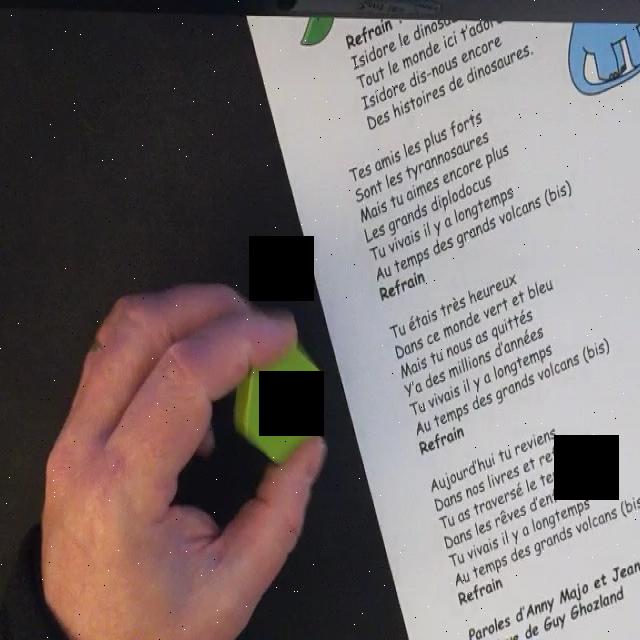 Refrain
Isidore le dinosau
Tout le monde ici t'adore
Isidore dis-nous encore
Des histoires de dinosaures.
Tes amis les plus forts
Sont les tyrannosaures
Mais tu aimes encore plus
Les grands diplodocus
Tu vivais il y a longtemps
Au temps des grands volcans (bis)
Refrain
Tu étais très heureux
Dans ce monde vert et bleu
Mais tu nous as quittés
Y'a des millions d'années
Tu vivais il y a longtemps
Au temps des grands volcans (bis)
Refrain
Aujourd'hui tu reviens
Dans nos livres et
Tu as traversé le
Dans les rêves
Tu vivais il y a longtemps
Au temps des grands volcans (bis
Refrain
Paroles d'Anny Majo et Jean
de Guy Ghozland